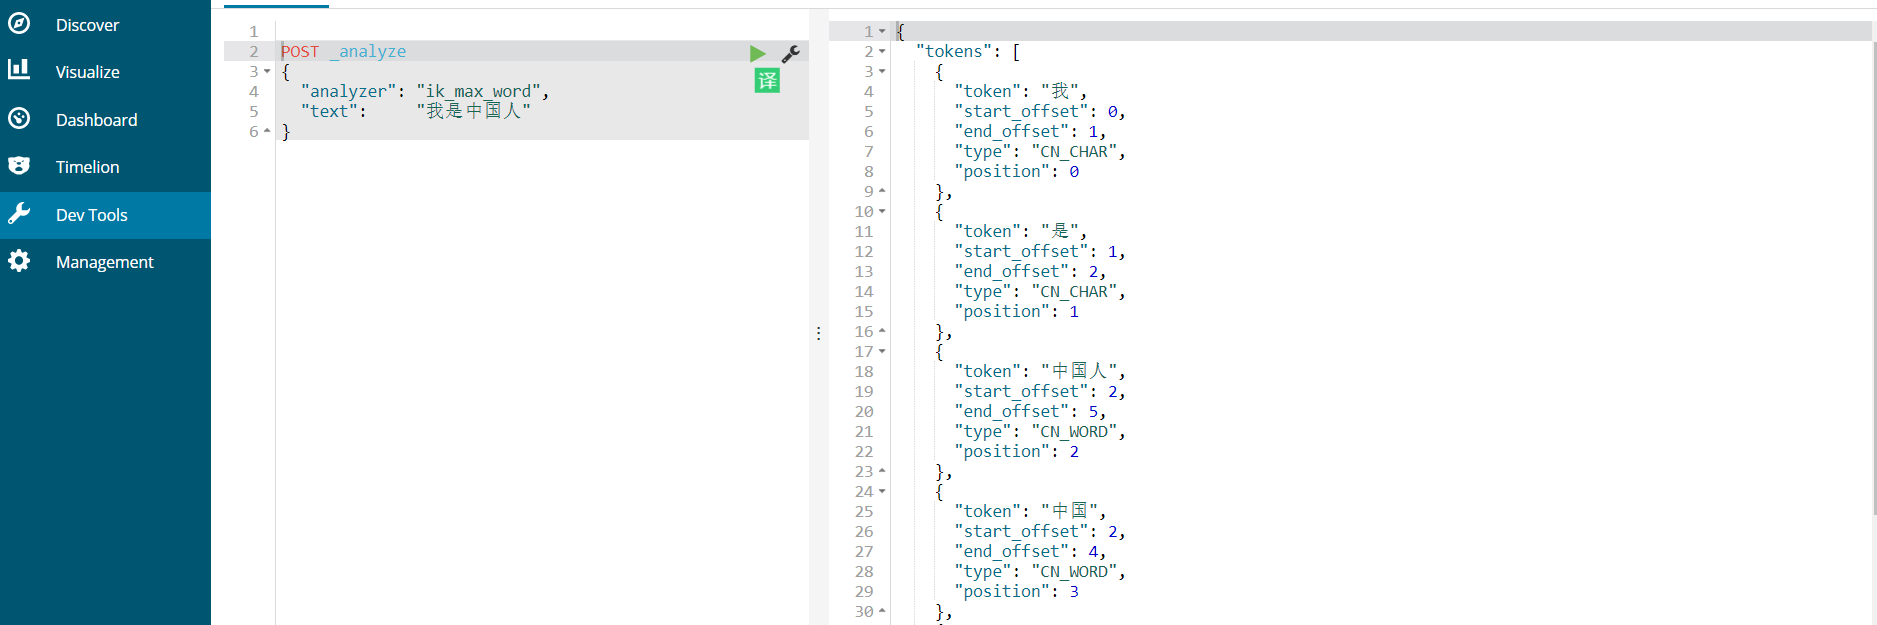 Discover
Visualize
Dashboard
Timelion
Dev Tools
Management
1
2 POST _analyze
3 {
4 "analyzer": "ik_max_word",
5 "text": "我是中国人"
6 }
译
1 {
2 "tokens": [
3 {
4 "token": "我",
5 "start_offset": 0,
6 "end_offset": 1,
7 "type": "CN_CHAR",
8 "position": 0
9 },
10 {
11 "token": "是",
12 "start_offset": 1,
13 "end_offset": 2,
14 "type": "CN_CHAR",
15 "position": 1
16 },
17 {
18 "token": "中国人",
19 "start_offset": 2,
20 "end_offset": 5,
21 "type": "CN_WORD",
22 "position": 2
23 },
24 {
25 "token": "中国",
26 "start_offset": 2,
27 "end_offset": 4,
28 "type": "CN_WORD",
29 "position": 3
30 },